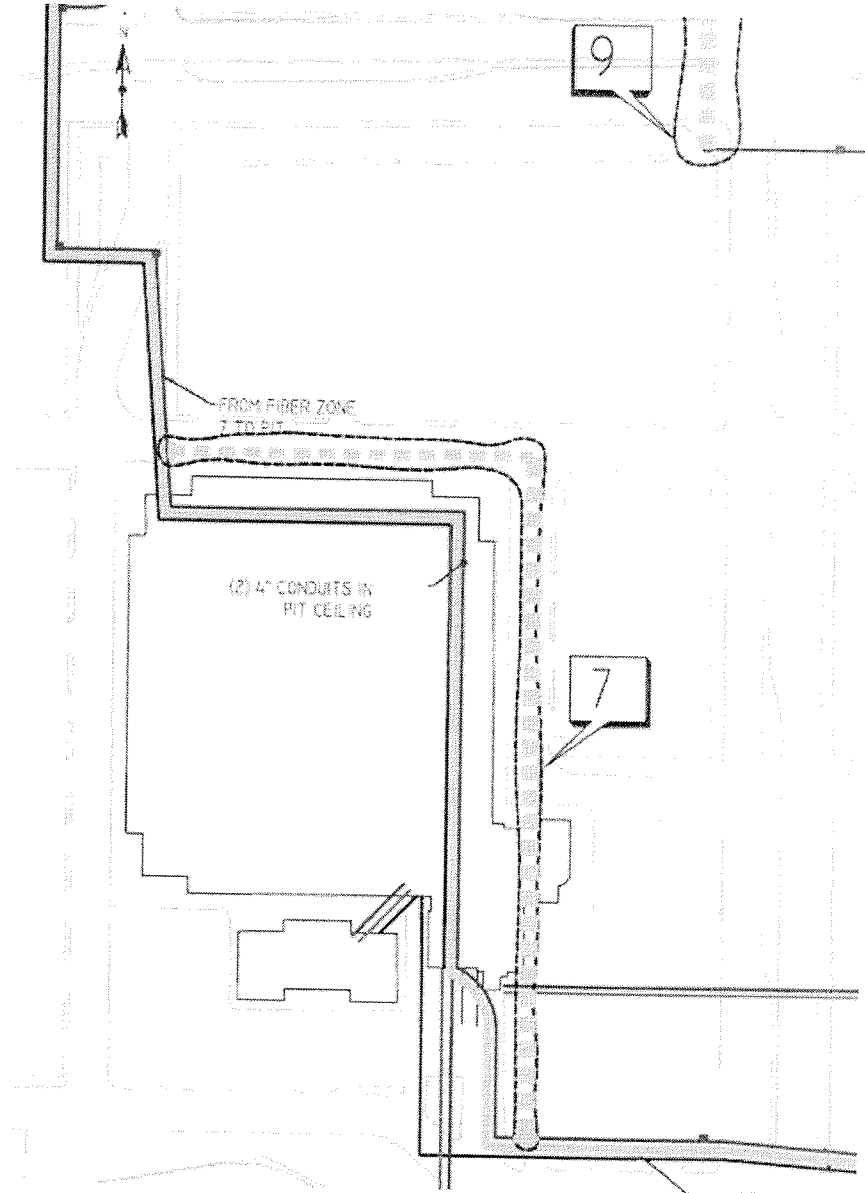 N
9
FROM FIBER ZONE
7 TO PIT
(2) 4" CONDUITS IN
PIT CEILING
7